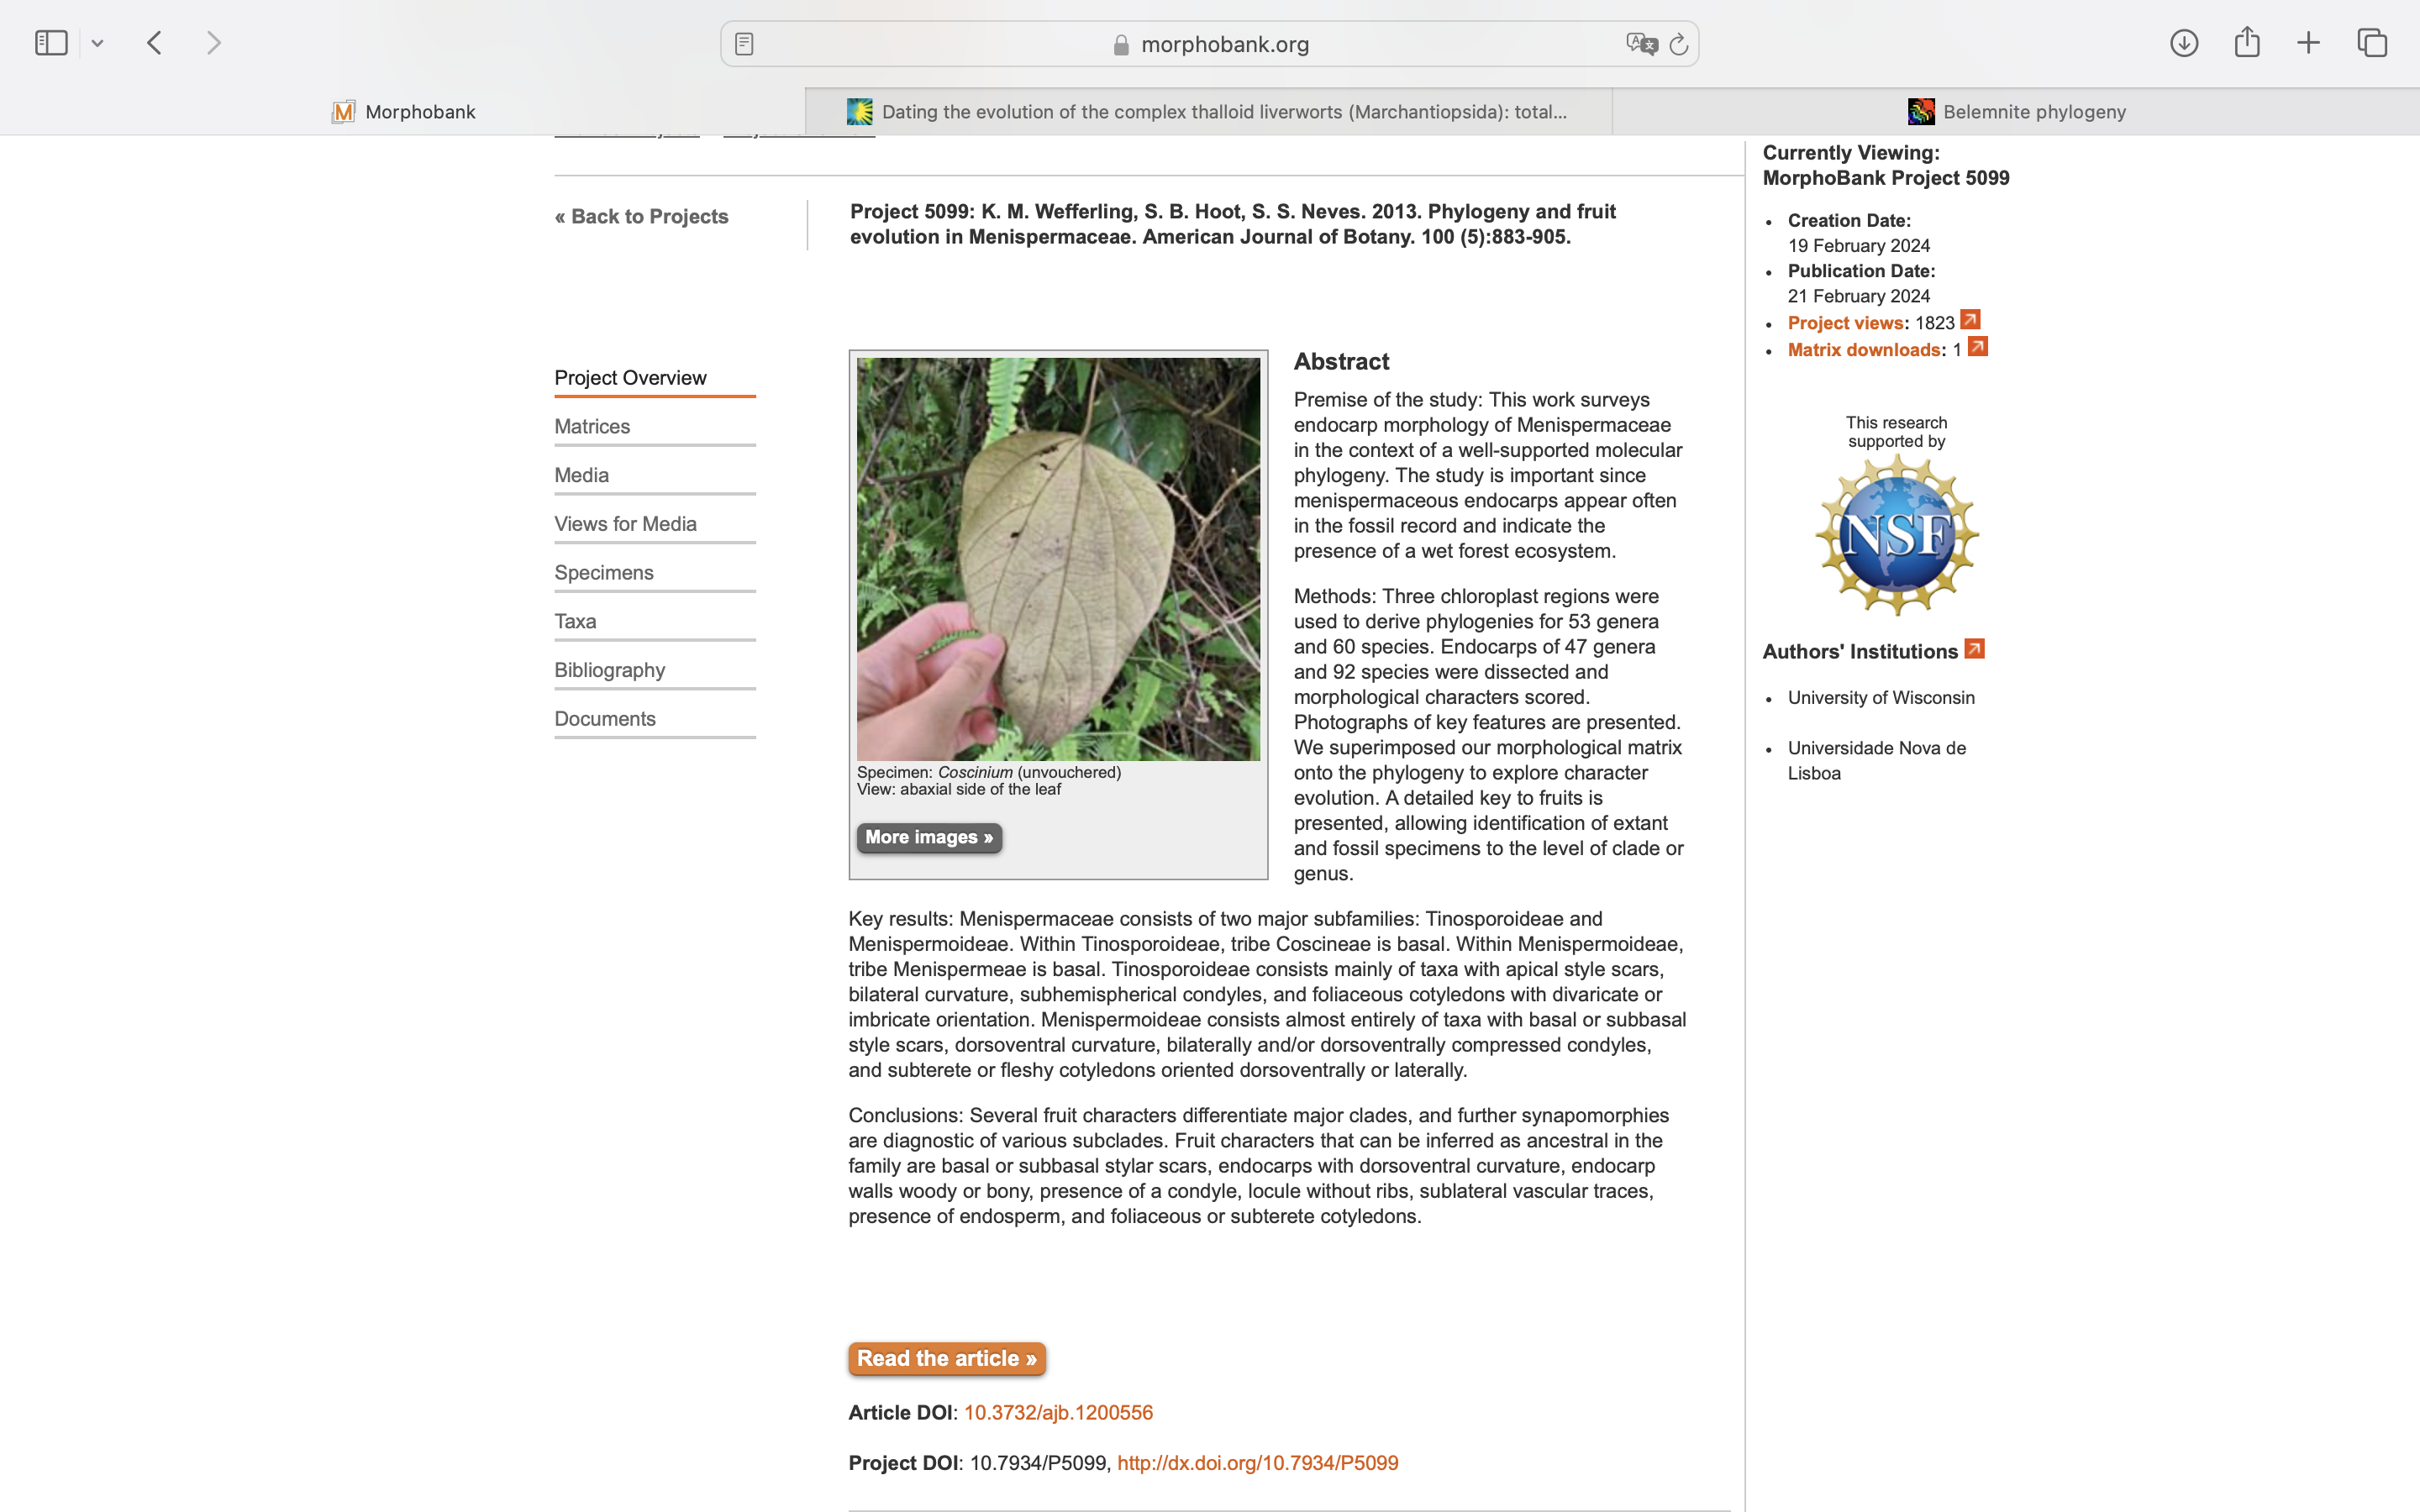 morphobank.org
Morphobank
Dating the evolution of the complex thalloid liverworts (Marchantiopsida): total...
Belemnite phylogeny
« Back to Projects
Project 5099: K. M. Wefferling, S. B. Hoot, S. S. Neves. 2013. Phylogeny and fruit
evolution in Menispermaceae. American Journal of Botany. 100 (5):883-905.
Project Overview
Matrices
Media
Views for Media
Specimens
Taxa
Bibliography
Documents
Specimen: Coscinium (unvouchered)
View: abaxial side of the leaf
More images »
Abstract
Premise of the study: This work surveys
endocarp morphology of Menispermaceae
in the context of a well-supported molecular
phylogeny. The study is important since
menispermaceous endocarps appear often
in the fossil record and indicate the
presence of a wet forest ecosystem.
Methods: Three chloroplast regions were
used to derive phylogenies for 53 genera
and 60 species. Endocarps of 47 genera
and 92 species were dissected and
morphological characters scored.
Photographs of key features are presented.
We superimposed our morphological matrix
onto the phylogeny to explore character
evolution. A detailed key to fruits is
presented, allowing identification of extant
and fossil specimens to the level of clade or
genus.
Key results: Menispermaceae consists of two major subfamilies: Tinosporoideae and
Menispermoideae. Within Tinosporoideae, tribe Coscineae is basal. Within Menispermoideae,
tribe Menispermeae is basal. Tinosporoideae consists mainly of taxa with apical style scars,
bilateral curvature, subhemispherical condyles, and foliaceous cotyledons with divaricate or
imbricate orientation. Menispermoideae consists almost entirely of taxa with basal or subbasal
style scars, dorsoventral curvature, bilaterally and/or dorsoventrally compressed condyles,
and subterete or fleshy cotyledons oriented dorsoventrally or laterally.
Conclusions: Several fruit characters differentiate major clades, and further synapomorphies
are diagnostic of various subclades. Fruit characters that can be inferred as ancestral in the
family are basal or subbasal stylar scars, endocarps with dorsoventral curvature, endocarp
walls woody or bony, presence of a condyle, locule without ribs, sublateral vascular traces,
presence of endosperm, and foliaceous or subterete cotyledons.
Read the article »
Article DOI: 10.3732/ajb.1200556
Project DOI: 10.7934/P5099, http://dx.doi.org/10.7934/P5099
Currently Viewing:
MorphoBank Project 5099
• Creation Date:
19 February 2024
• Publication Date:
21 February 2024
• Project views: 1823
• Matrix downloads: 1
This research
supported by
NSF
Authors' Institutions
• University of Wisconsin
• Universidade Nova de
Lisboa